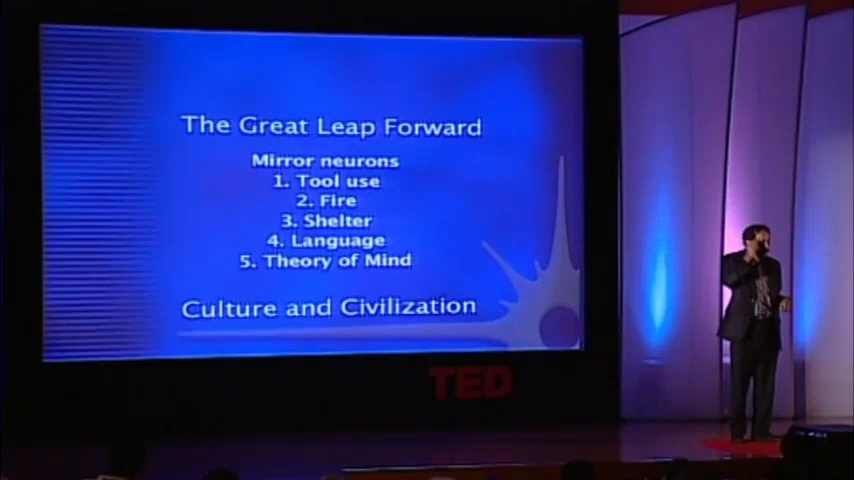 The Great Leap Forward
Mirror neurons
1. Tool use
2. Fire
3. Shelter
4. Language
5. Theory of Mind
Culture and Civilization
TED